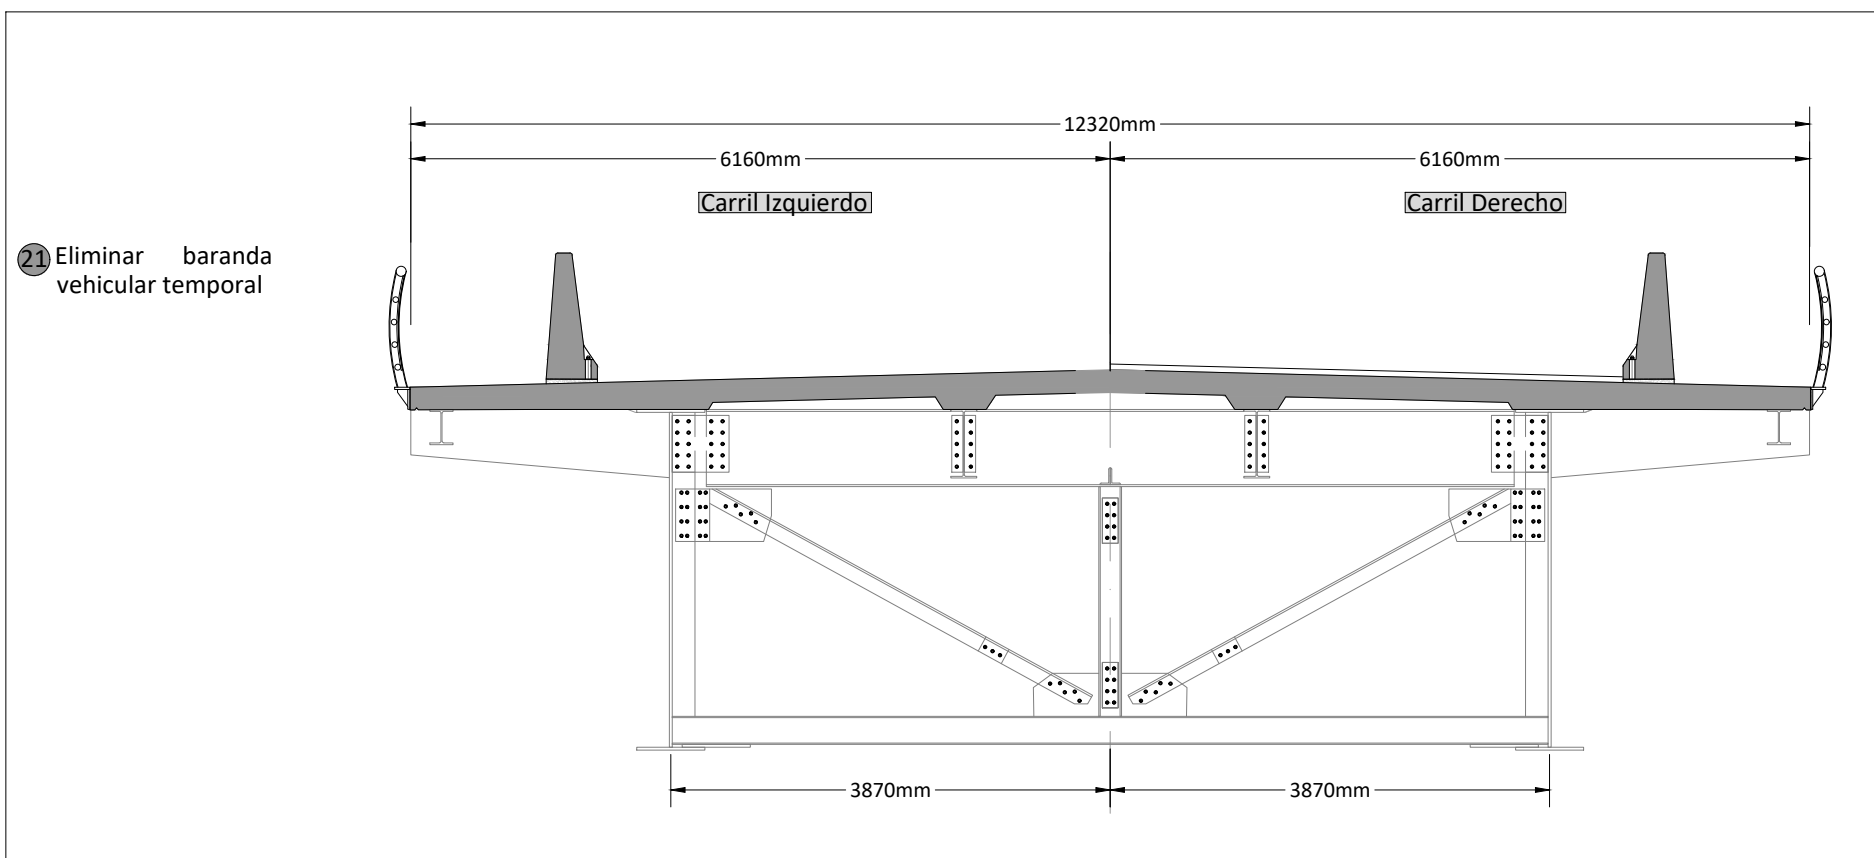 12320mm
6160mm 6160mm
Carril Izquierdo Carril Derecho
21 Eliminar baranda
vehicular temporal
3870mm 3870mm